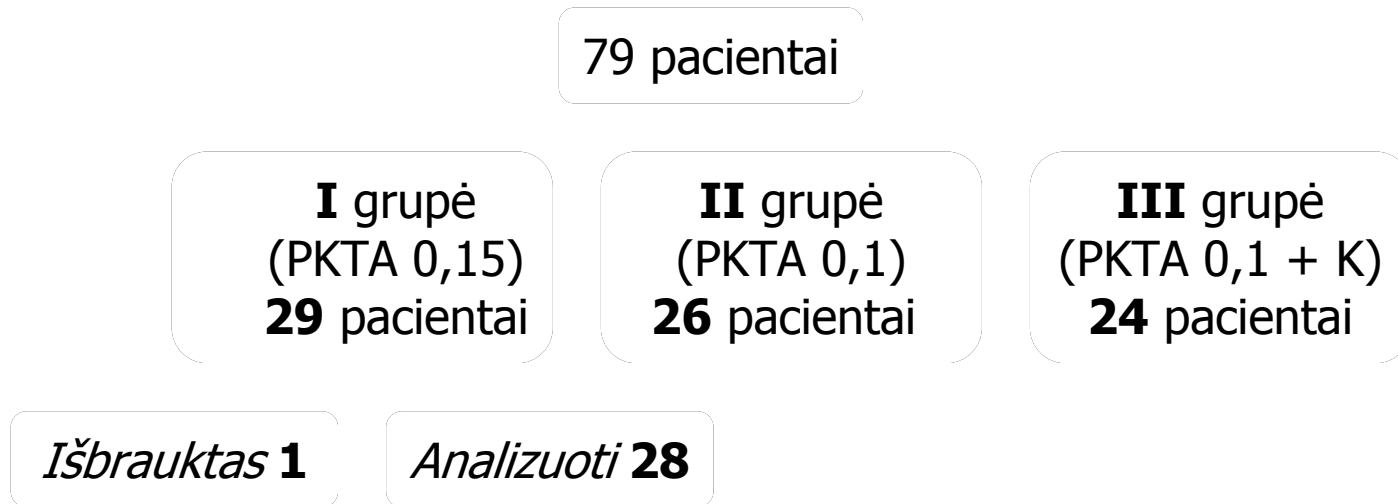 79 pacientai
I grupė
(PKTA 0,15)
29 pacientai
II grupė
(PKTA 0,1)
26 pacientai
III grupė
(PKTA 0,1 + K)
24 pacientai
Išbrauktas 1
Analizuoti 28